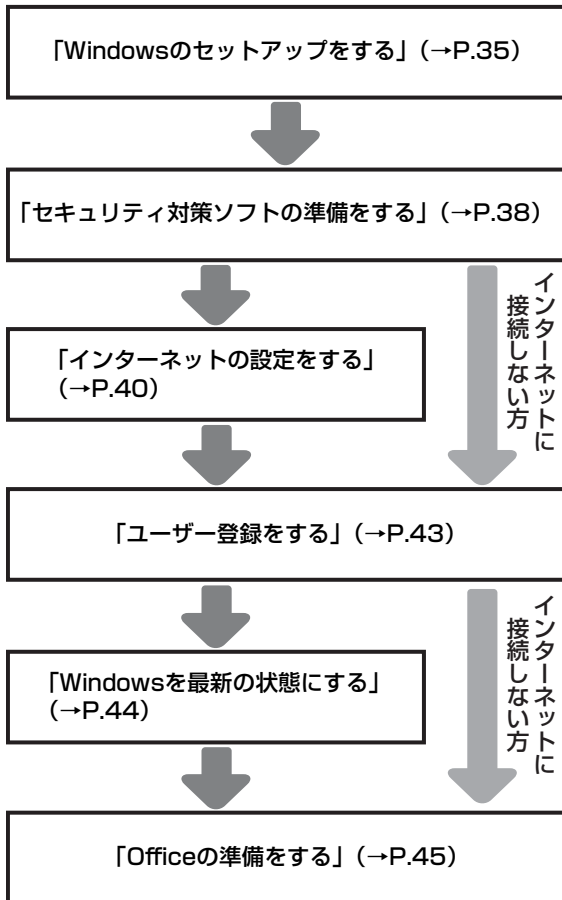 「Windowsのセットアップをする」（→P.35）
「セキュリティ対策ソフトの準備をする」（→P.38）
インターネットに
接続しない方
「インターネットの設定をする」
（→P.40）
「ユーザー登録をする」（→P.43）
インターネットに
接続しない方
「Windowsを最新の状態にする」
（→P.44）
「Officeの準備をする」（→P.45）